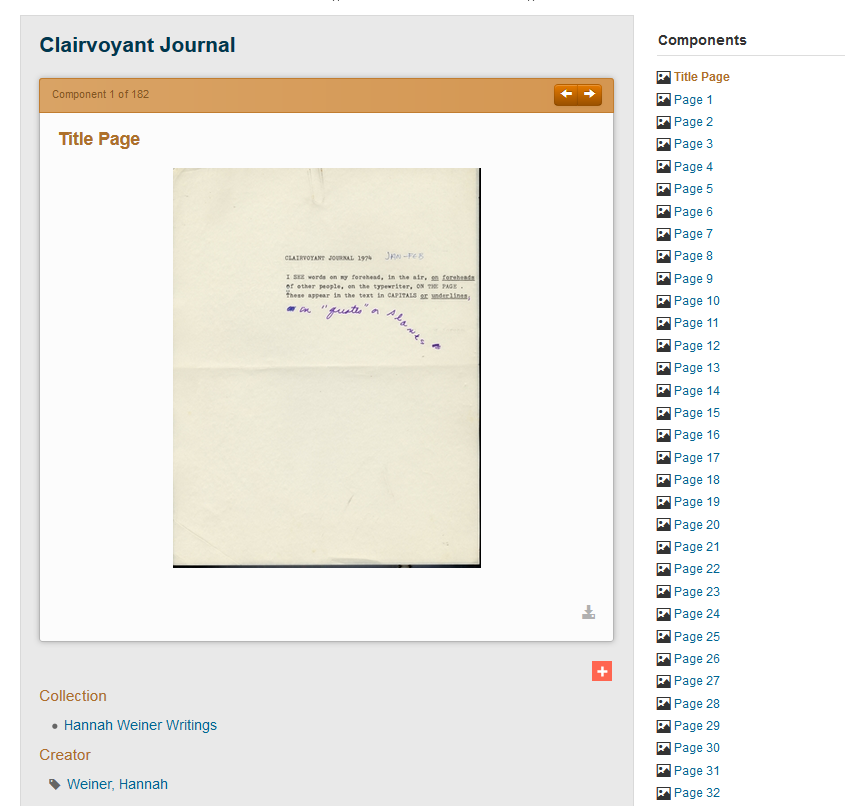 Clairvoyant Journal
Component 1 of 182
Title Page
CLAIRVOYANT JOURNAL 1974 JAN-FEB
I SEE words on my forehead, in the air, on foreheads
of other people, on the typewriter, ON THE PAGE .
These appear in the text in CAPITALS or underlines.
on "quotes" or
Collection
Hannah Weiner Writings
Creator
Weiner, Hannah
Components
Title Page
Page 1
Page 2
Page 3
Page 4
Page 5
Page 6
Page 7
Page 8
Page 9
Page 10
Page 11
Page 12
Page 13
Page 14
Page 15
Page 16
Page 17
Page 18
Page 19
Page 20
Page 21
Page 22
Page 23
Page 24
Page 25
Page 26
Page 27
Page 28
Page 29
Page 30
Page 31
Page 32